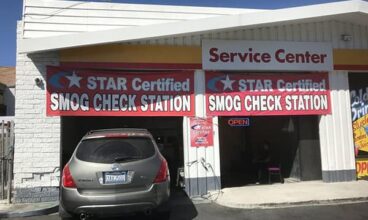 Service Center
STAR Certified
SMOG CHECK STATION
STAR Certified
SMOG CHECK STATION
OPEN